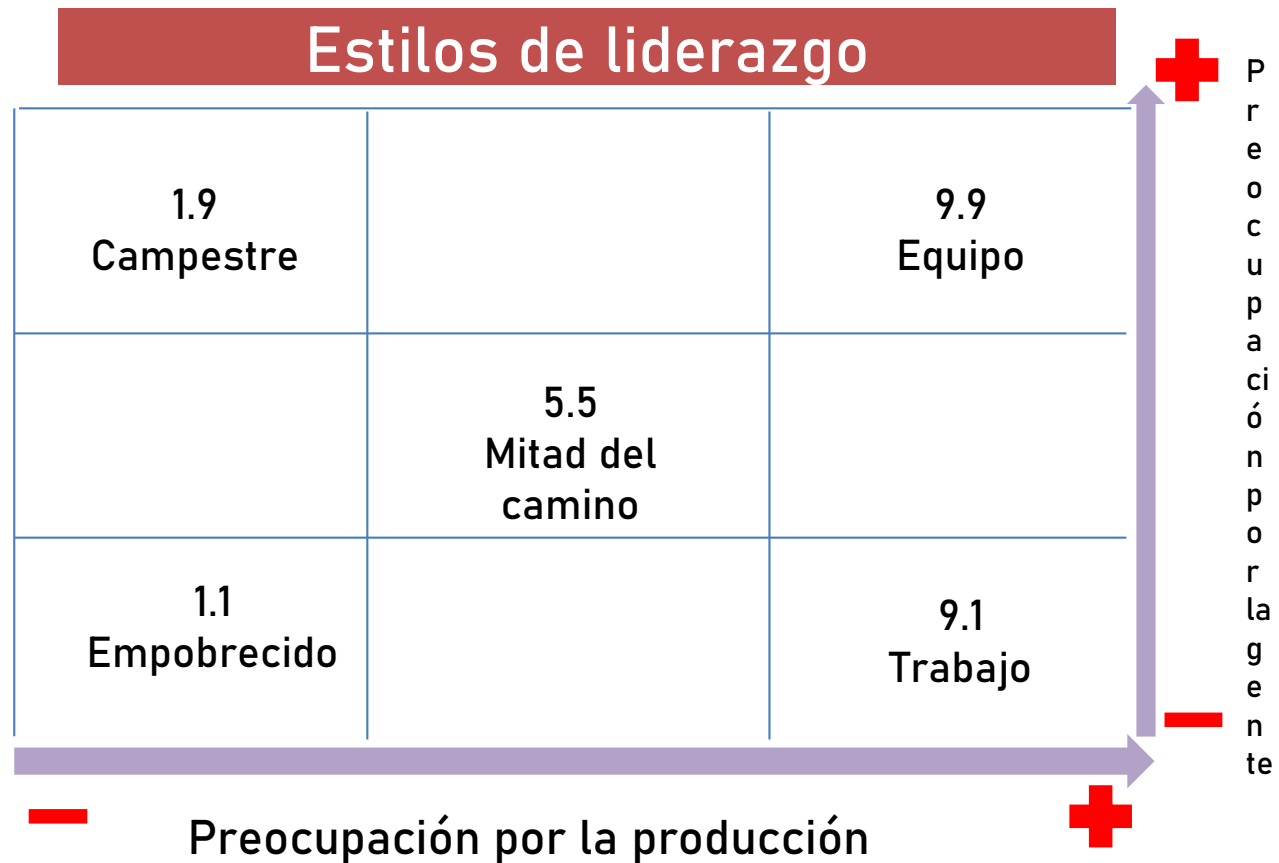 Estilos de liderazgo
1.9
Campestre
9.9
Equipo
5.5
Mitad del
camino
1.1
Empobrecido
9.1
Trabajo
Preocupación por la producción
P
r
e
o
c
u
p
a
ci
ó
n
p
o
r
la
g
e
n
te